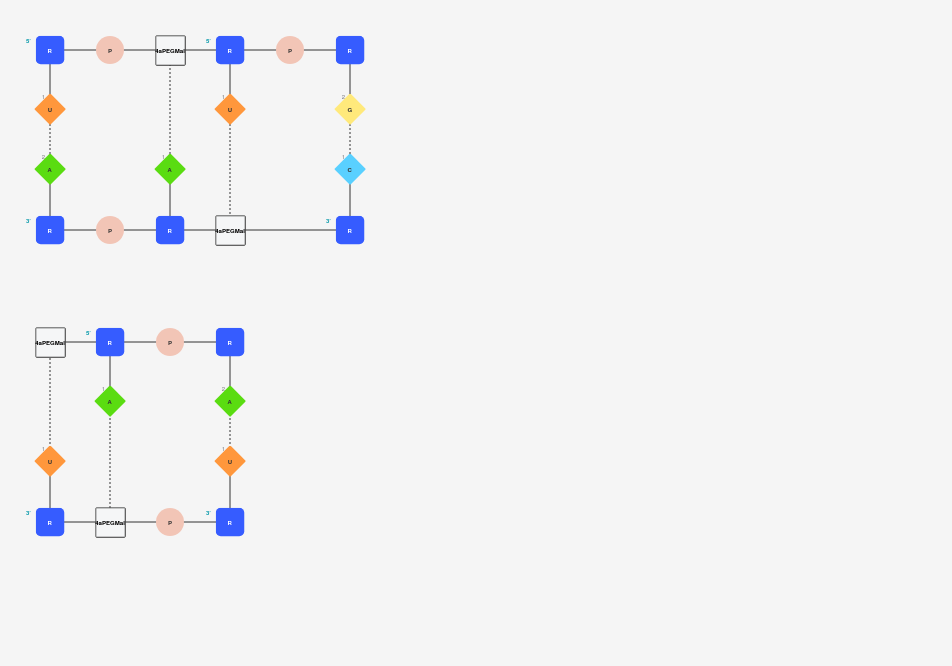 5' R P 4aPEGMal 5' R P R
1 U 1 U 2 G
2 A 1 A 1 C
3' R P R 4aPEGMal 3' R
4aPEGMal 5' R P R
1 A 2 A
1 U 1 U
3' R 4aPEGMal P 3' R